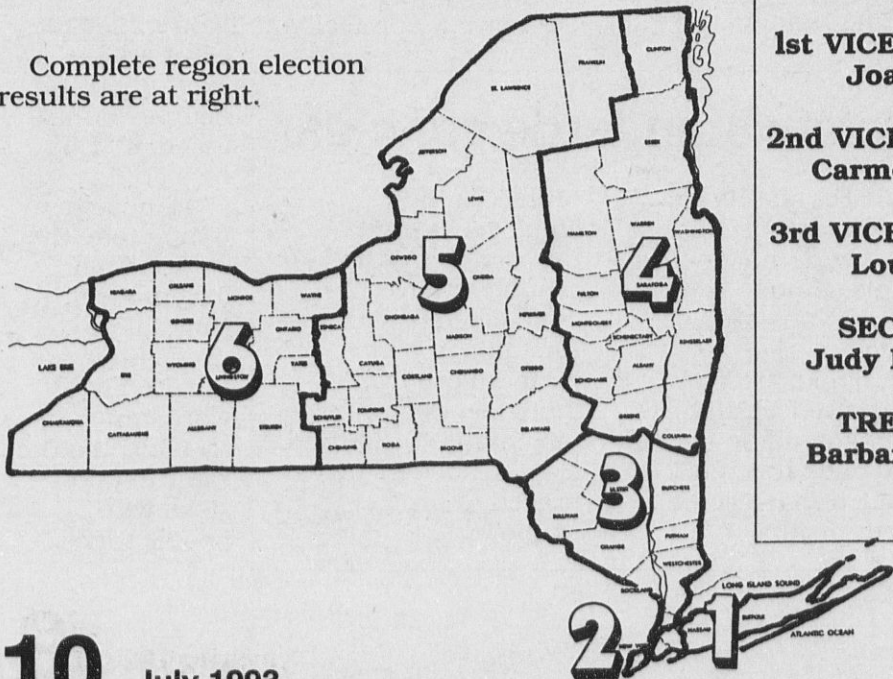 Complete region election
results are at right.
CLINTON
FRANKLIN
ST. LAWRENCE
ESSEX
JEFFERSON
LEWIS
HAMILTON
WARREN
WASHINGTON
OSWEGO
ONEIDA
HERKIMER
5
4
SARATOGA
FULTON
MONTGOMERY
SCHENECTADY
RENSSELAER
NIAGARA
ORLEANS
MONROE
WAYNE
GENESEE
ONTARIO
SENECA
CAYUGA
ONONDAGA
MADISON
OTSEGO
SCHOHARIE
ALBANY
LAKE ERIE
ERIE
WYOMING
LIVINGSTON
YATES
6
CORTLAND
CHENANGO
SCHUYLER
TOMPKINS
GREENE
COLUMBIA
CHAUTAUQUA
CATTARAUGUS
ALLEGANY
STEUBEN
CHEMUNG
TIOGA
BROOME
DELAWARE
3
ULSTER
DUTCHESS
SULLIVAN
PUTNAM
ORANGE
WESTCHESTER
ROCKLAND
LONG ISLAND SOUND
2
1
NASSAU
SUFFOLK
ATLANTIC OCEAN
1st VICE
Joa
2nd VICE
Carm
3rd VICE
Lou
SEC
Judy
TRE
Barbar
10 July 1993